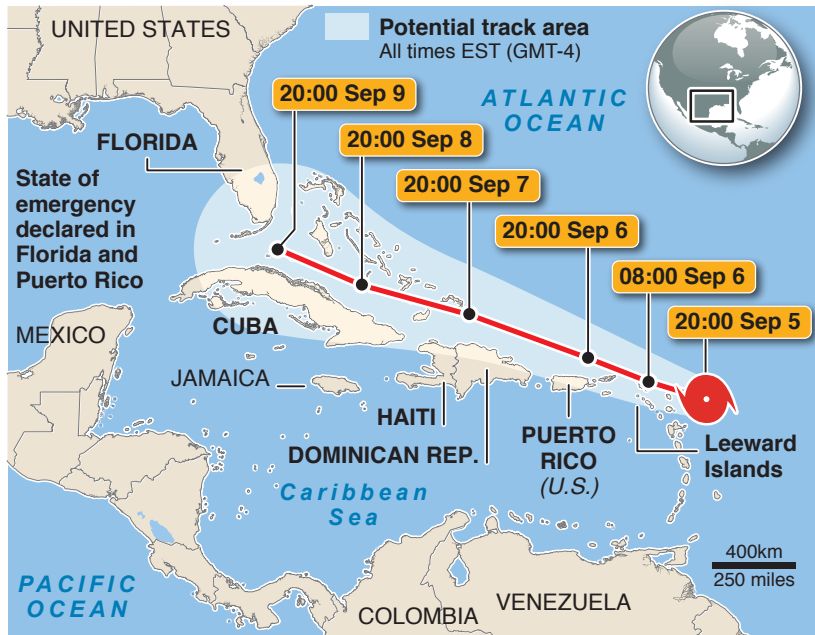 UNITED STATES
Potential track area
All times EST (GMT-4)
20:00 Sep 9
ATLANTIC
OCEAN
FLORIDA
20:00 Sep 8
State of
emergency
declared in
Florida and
Puerto Rico
20:00 Sep 7
20:00 Sep 6
08:00 Sep 6
20:00 Sep 5
MEXICO
CUBA
JAMAICA
HAITI
DOMINICAN REP.
PUERTO
RICO
(U.S.)
Leeward
Islands
Caribbean
Sea
400km
250 miles
PACIFIC
OCEAN
COLOMBIA
VENEZUELA